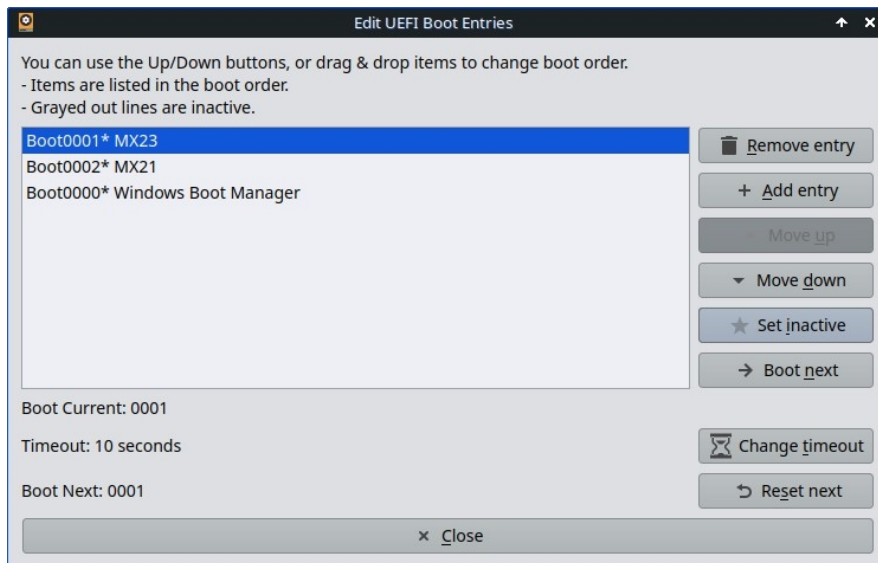 Edit UEFI Boot Entries
You can use the Up/Down buttons, or drag & drop items to change boot order.
- Items are listed in the boot order.
- Grayed out lines are inactive.
Boot0001* MX23
Boot0002* MX21
Boot0000* Windows Boot Manager
Remove entry
+ Add entry
Move up
Move down
Set inactive
Boot next
Boot Current: 0001
Timeout: 10 seconds
Change timeout
Boot Next: 0001
Reset next
Close